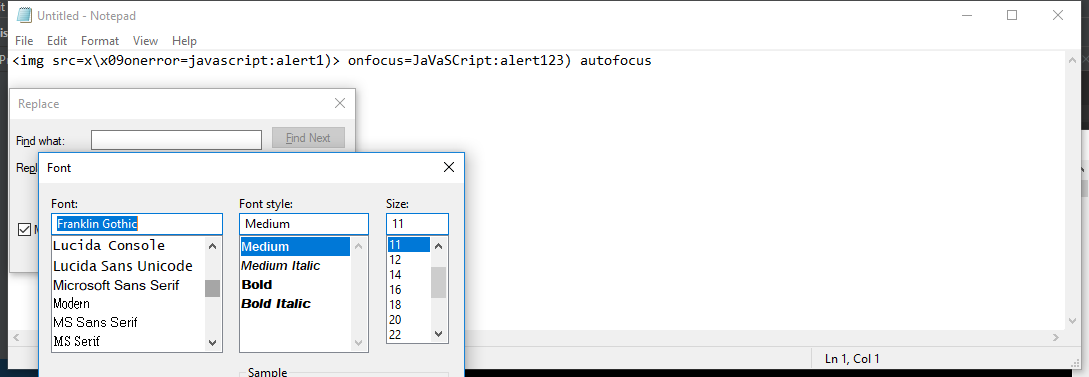 Untitled - Notepad
File Edit Format View Help
<img src=x\x09onerror=javascript:alert1)> onfocus=JaVaSCript:alert123) autofocus
Replace
Find what:
Find Next
Font
Font:
Font style:
Size:
Franklin Gothic
Medium
11
Lucida Console
Lucida Sans Unicode
Microsoft Sans Serif
Modern
MS Sans Serif
MS Serif
Medium
Medium Italic
Bold
Bold Italic
11
12
14
16
18
20
22
Sample
Ln 1, Col 1